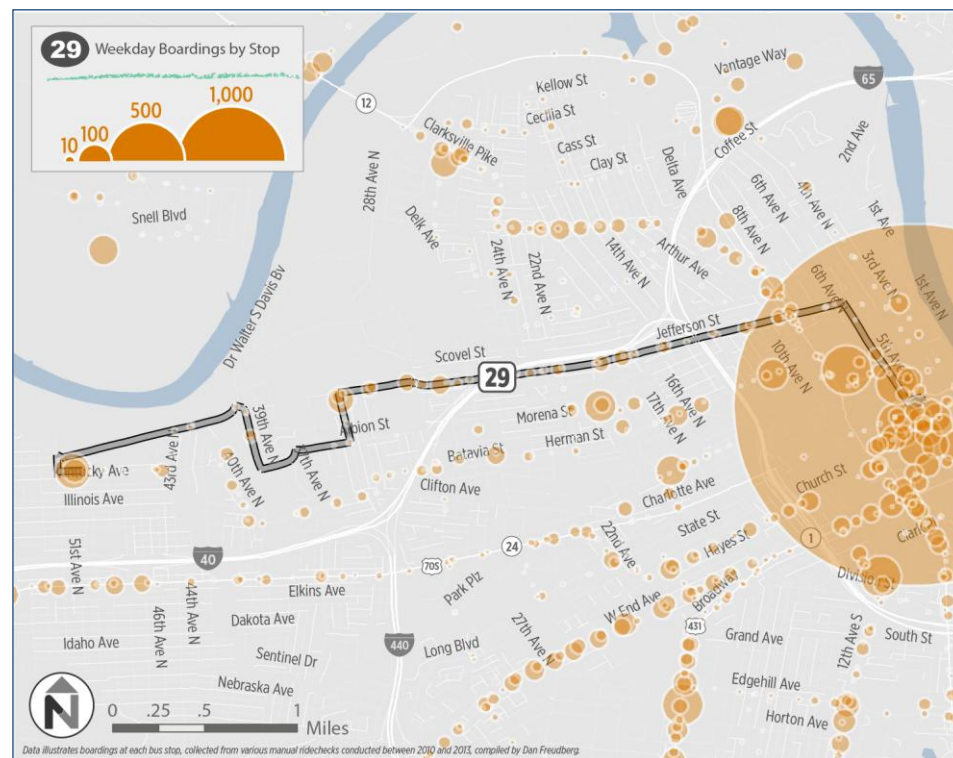 29 Weekday Boardings by Stop
10
100
500
1,000
Vantage Way
65
Kellow St
12
Cecilia St
Coffee St
2nd Ave
Clarksville Pike
Cass St
Clay St
Delta Ave
28th Ave N
6th Ave N
4th Ave N
Snell Blvd
Delk Ave
8th Ave N
1st Ave
24th Ave N
22nd Ave N
14th Ave N
Arthur Ave
3rd Ave N
1st Ave N
6th Ave N
Dr Walter S Davis Bv
Jefferson St
Scovel St
5th Ave
10th Ave N
29
16th Ave N
17th Ave N
39th Ave N
Albion St
Morena St
Herman St
43rd Ave N
40th Ave N
Batavia St
Church St
Illinois Ave
Clifton Ave
Charlotte Ave
State St
Hayes St
1
22nd Ave
24
40
70S
51st Ave N
Park Plz
Broadway
Elkins Ave
44th Ave N
46th Ave N
Dakota Ave
W End Ave
431
Idaho Ave
Sentinel Dr
440
Long Blvd
27th Ave N
Grand Ave
South St
12th Ave S
Nebraska Ave
Edgehill Ave
Horton Ave
N
0 .25 .5 1
Miles
Data illustrates boardings at each bus stop, collected from various manual ridechecks conducted between 2010 and 2013, compiled by Dan Freudberg.